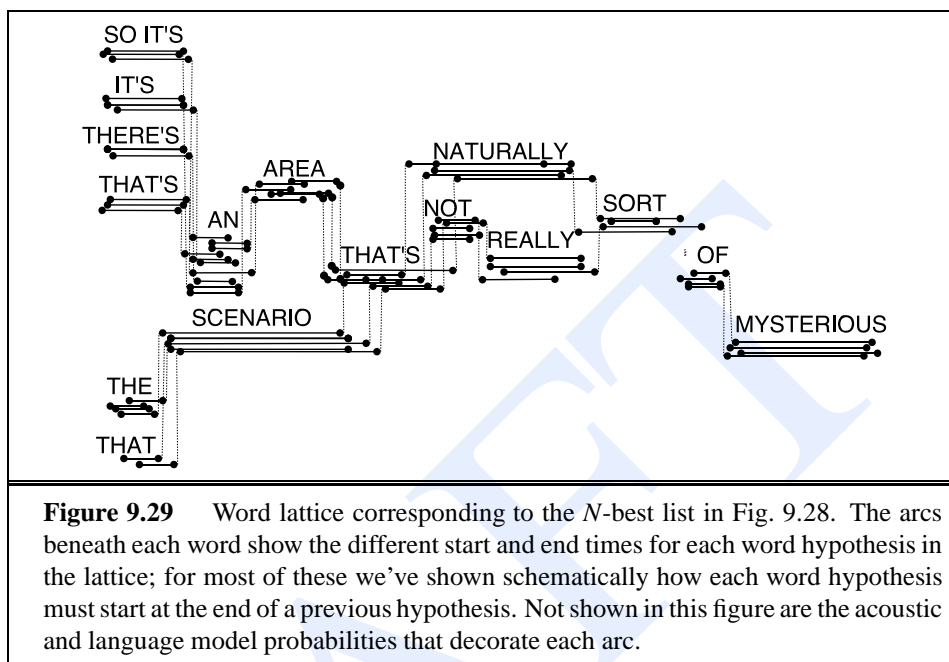 SO IT'S
IT'S
THERE'S
THAT'S
AN
AREA
THAT'S
NATURALLY
NOT
REALLY
SORT
OF
SCENARIO
MYSTERIOUS
THE
THAT
Figure 9.29 Word lattice corresponding to the N-best list in Fig. 9.28. The arcs
beneath each word show the different start and end times for each word hypothesis in
the lattice; for most of these we've shown schematically how each word hypothesis
must start at the end of a previous hypothesis. Not shown in this figure are the acoustic
and language model probabilities that decorate each arc.